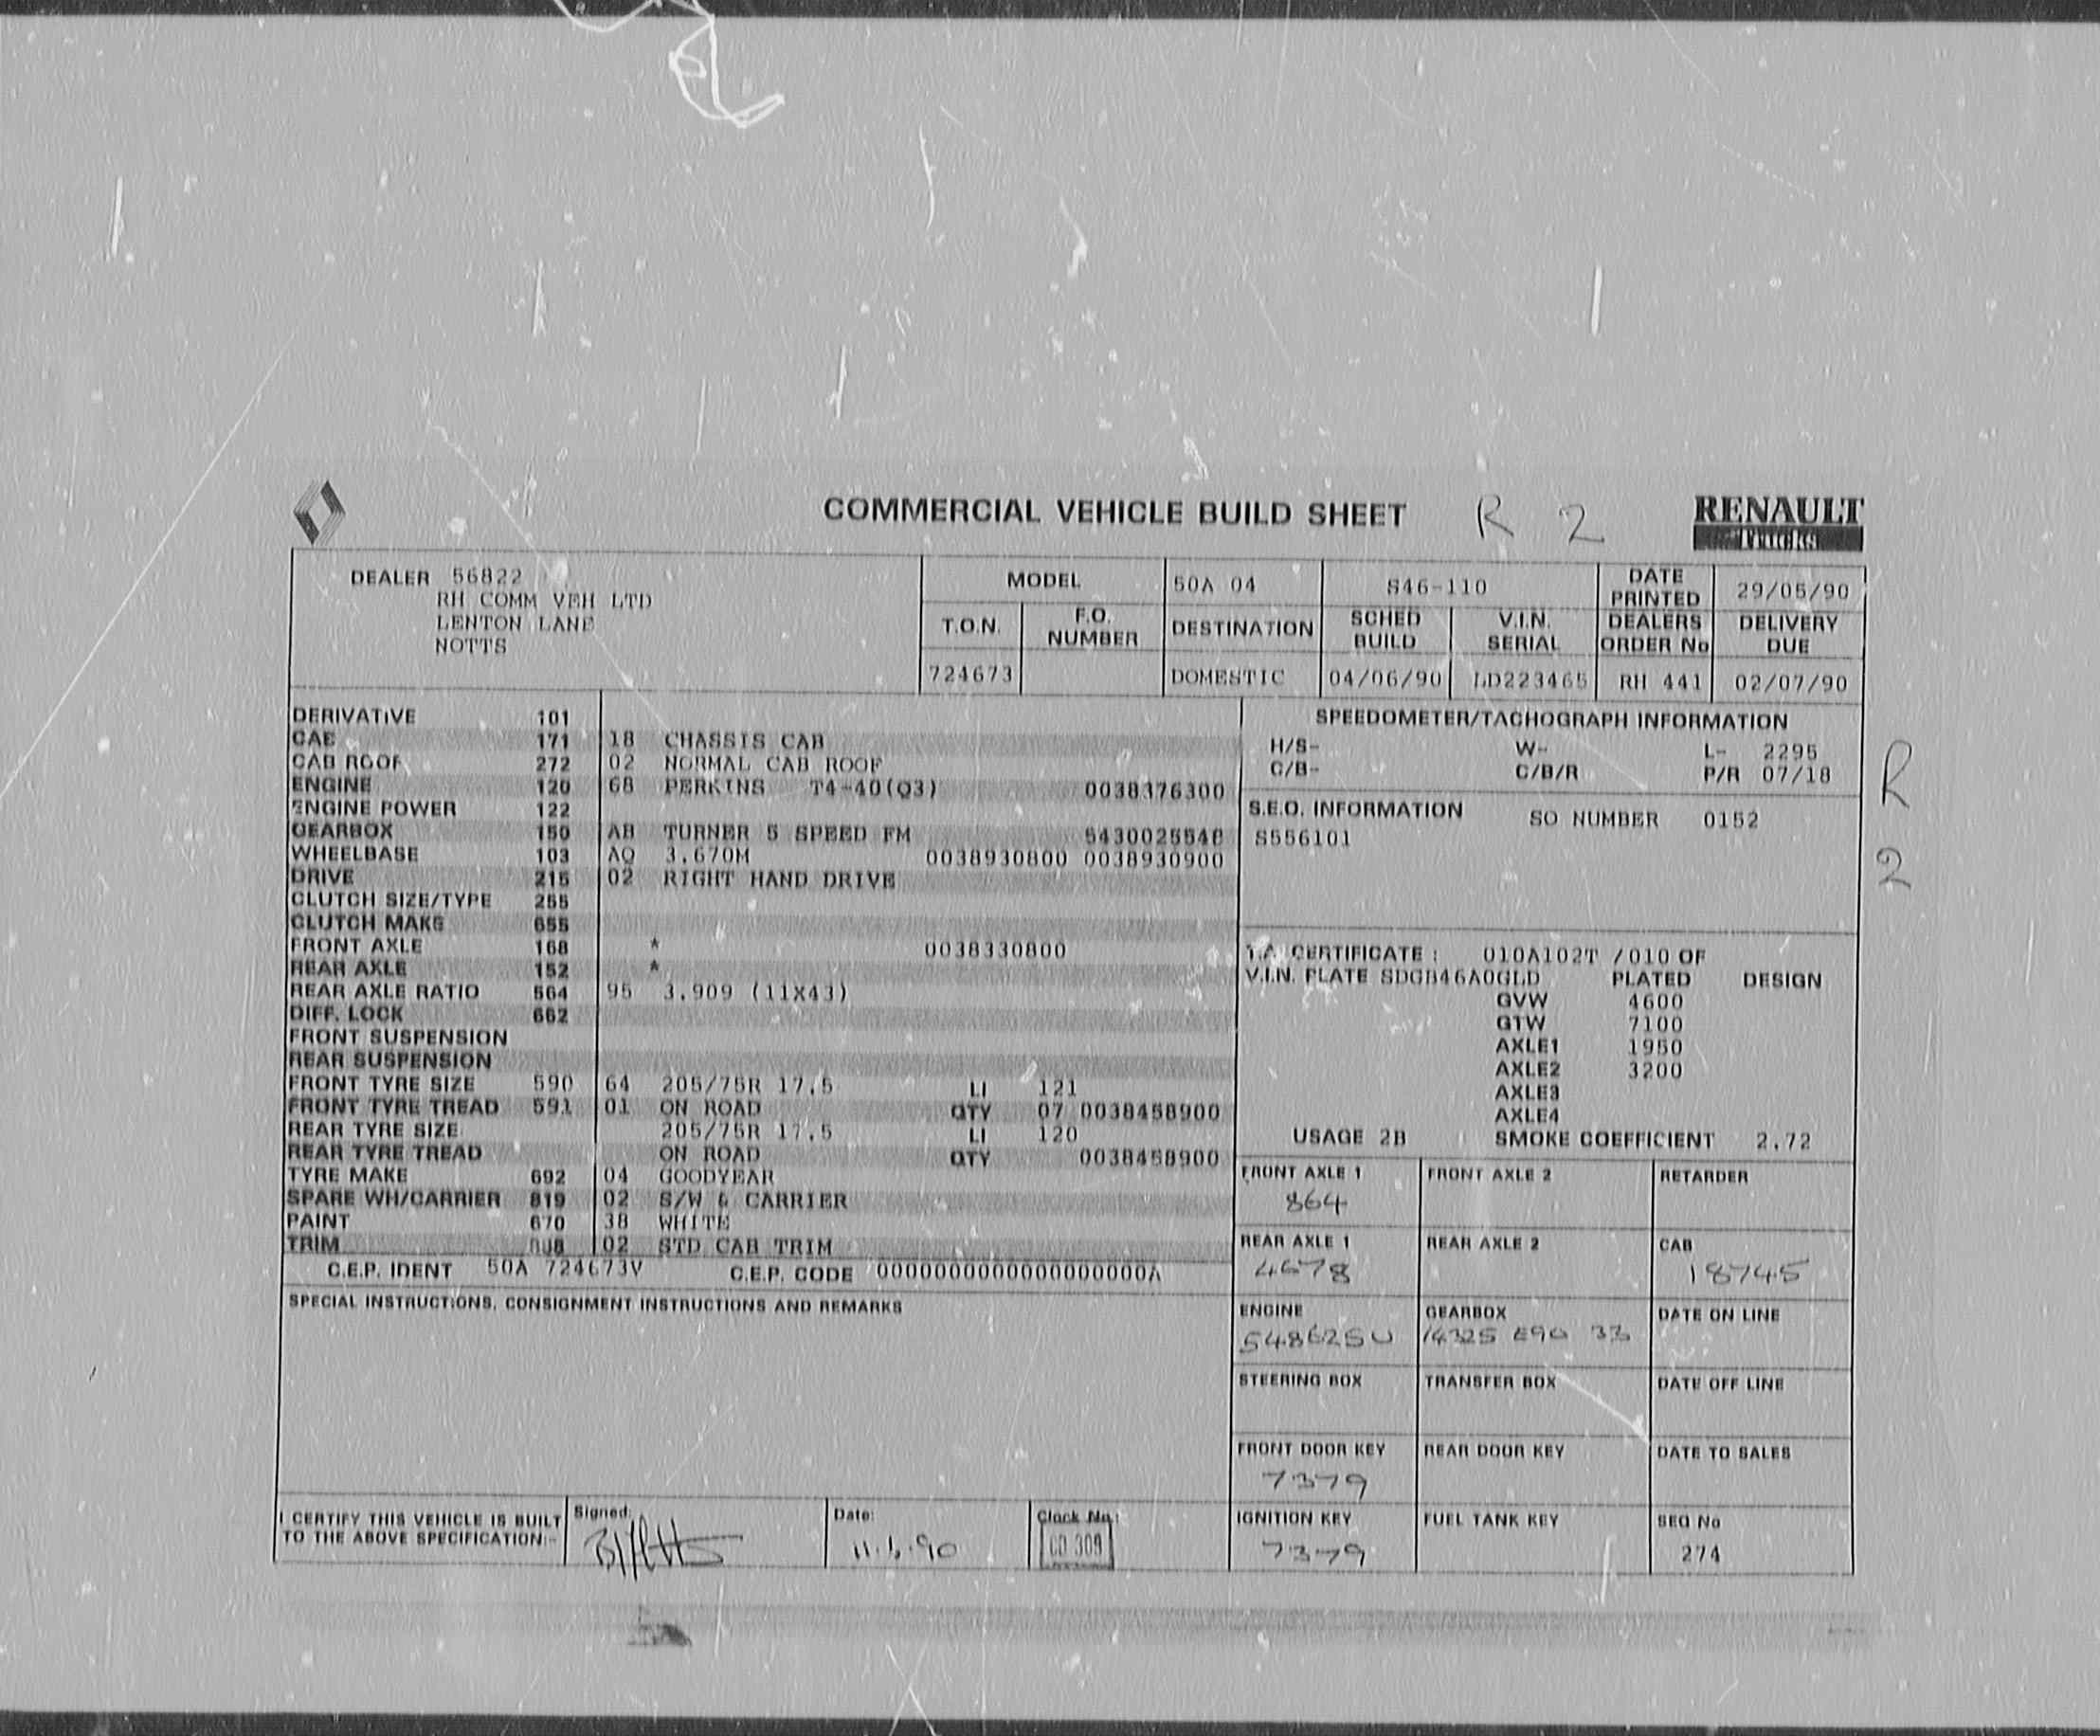 COMMERCIAL VEHICLE BUILD SHEET R 2
RENAULT
Trucks
DEALER 56822
RH COMM VEH LTD
LENTON LANE
NOTTS
MODEL 50A 04 S46-110 DATE PRINTED 29/05/90
T.O.N. F.O. NUMBER DESTINATION SCHED BUILD V.I.N. SERIAL DEALERS ORDER No DELIVERY DUE
724673 DOMESTIC 04/06/90 LD223465 RH 441 02/07/90
DERIVATIVE 101
CAB 171 18 CHASSIS CAB
CAB ROOF 272 02 NORMAL CAB ROOF
ENGINE 120 68 PERKINS T4-40(Q3) 0038376300
ENGINE POWER 122
GEARBOX 150 AB TURNER 5 SPEED FM 5430025548
WHEELBASE 103 AQ 3.670M 0038930800 0038930900
DRIVE 215 02 RIGHT HAND DRIVE
CLUTCH SIZE/TYPE 255
CLUTCH MAKE 655
FRONT AXLE 168 * 0038330800
REAR AXLE 152 *
REAR AXLE RATIO 564 95 3.909 (11X43)
DIFF. LOCK 662
FRONT SUSPENSION
REAR SUSPENSION
FRONT TYRE SIZE 590 64 205/75R 17.5 LI 121
FRONT TYRE TREAD 591 01 ON ROAD QTY 07 0038458900
REAR TYRE SIZE 205/75R 17.5 LI 120
REAR TYRE TREAD ON ROAD QTY 0038458900
TYRE MAKE 692 04 GOODYEAR
SPARE WH/CARRIER 819 02 S/W & CARRIER
PAINT 670 38 WHITE
TRIM 02 STD CAB TRIM
C.E.P. IDENT 50A 724673V C.E.P. CODE 0000000000000000000A
SPECIAL INSTRUCTIONS, CONSIGNMENT INSTRUCTIONS AND REMARKS
SPEEDOMETER/TACHOGRAPH INFORMATION
H/S- W- L- 2295
C/B- C/B/R P/R 07/18
R
2
S.E.O. INFORMATION SO NUMBER 0152
S556101
T.A. CERTIFICATE : 010A102T /010 OF
V.I.N. PLATE SDGB46A0GLD PLATED DESIGN
GVW 4600
GTW 7100
AXLE1 1950
AXLE2 3200
AXLE3
AXLE4
USAGE 2B SMOKE COEFFICIENT 2.72
FRONT AXLE 1 FRONT AXLE 2 RETARDER
864
REAR AXLE 1 REAR AXLE 2 CAB
4678 18745
ENGINE GEARBOX DATE ON LINE
548625U 14325 E90 33
STEERING BOX TRANSFER BOX DATE OFF LINE
FRONT DOOR KEY REAR DOOR KEY DATE TO SALES
7379
IGNITION KEY FUEL TANK KEY SEQ No
7379 274
I CERTIFY THIS VEHICLE IS BUILT
TO THE ABOVE SPECIFICATION:-
Signed: Date: Clock No.:
11.6.90 CD 309